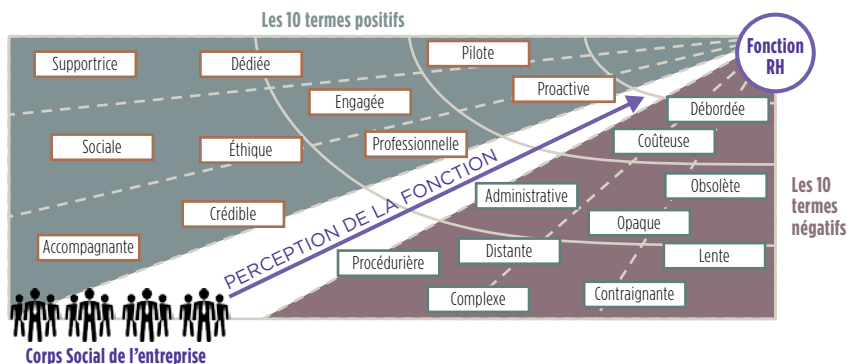 Les 10 termes positifs
Fonction
RH
Supportrice
Dédiée
Pilote
Engagée
Proactive
Débordée
Sociale
Éthique
Professionnelle
Coûteuse
Obsolète
Les 10
termes
négatifs
Crédible
Administrative
Opaque
Accompagnante
PERCEPTION DE LA FONCTION
Procédurière
Distante
Lente
Complexe
Contraignante
Corps Social de l'entreprise